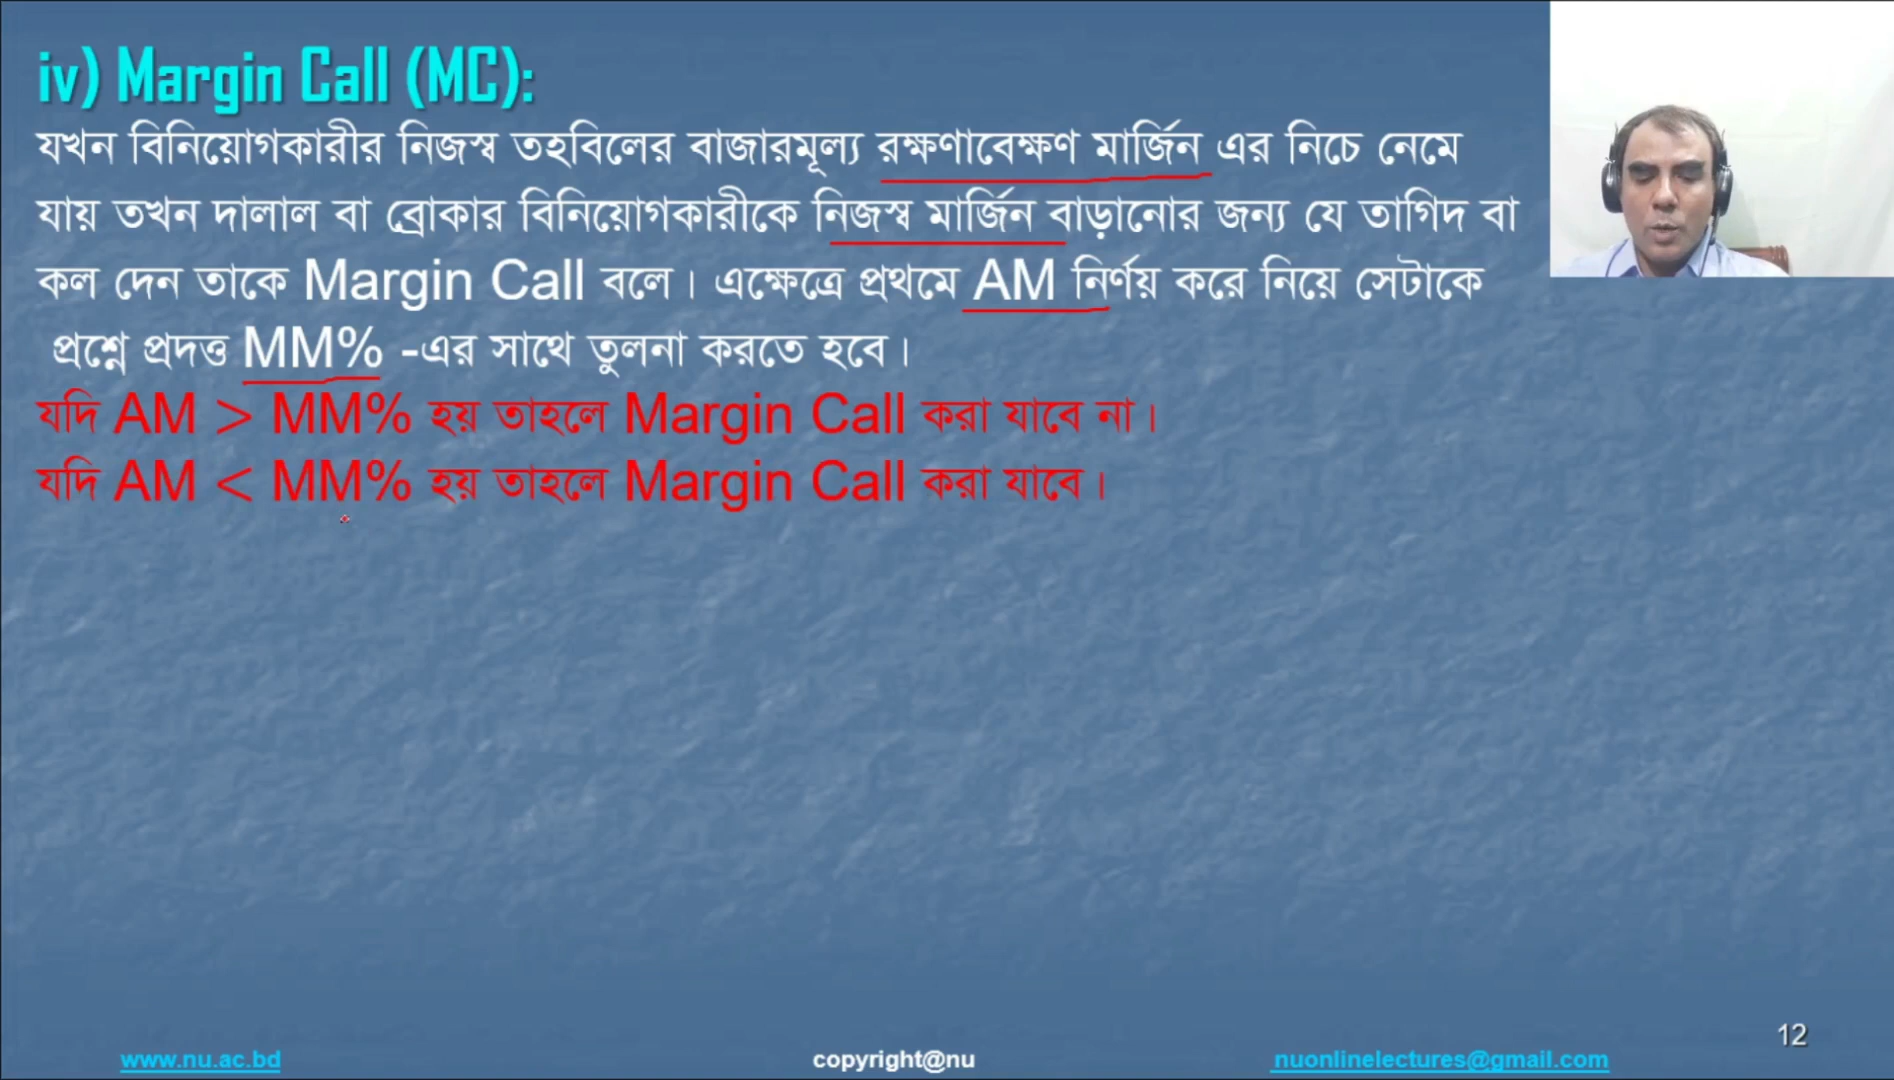 iv) Margin Call (MC):
যখন বিনিয়োগকারীর নিজস্ব তহবিলের বাজারমূল্য রক্ষণাবেক্ষণ মার্জিন এর নিচে নেমে
যায় তখন দালাল বা ব্রোকার বিনিয়োগকারীকে নিজস্ব মার্জিন বাড়ানোর জন্য যে তাগিদ বা
কল দেন তাকে Margin Call বলে। এক্ষেত্রে প্রথমে AM নির্ণয় করে নিয়ে সেটাকে
প্রশ্নে প্রদত্ত MM% -এর সাথে তুলনা করতে হবে।
যদি AM > MM% হয় তাহলে Margin Call করা যাবে না।
যদি AM < MM% হয় তাহলে Margin Call করা যাবে।
12
www.nu.ac.bd copyright@nu nuonlinelectures@gmail.com